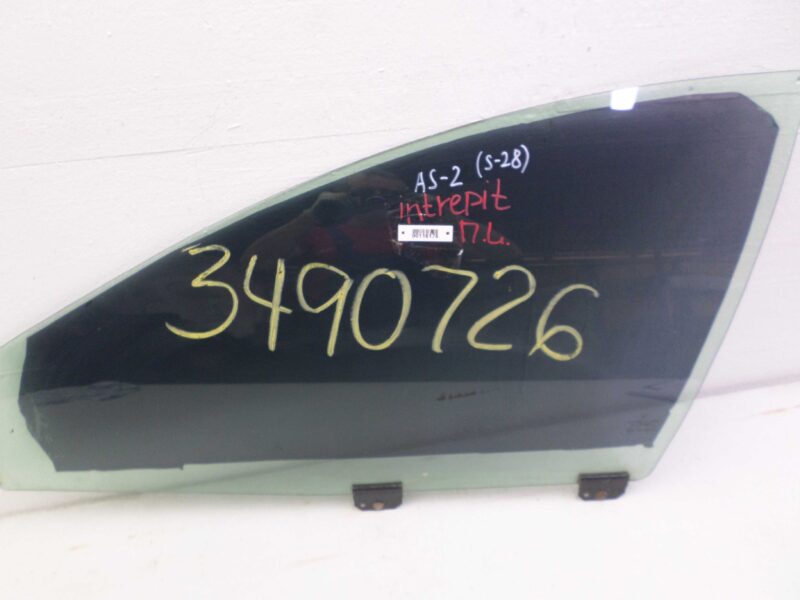 AS-2 (S-28)
intrepit
П.Л.
3490726